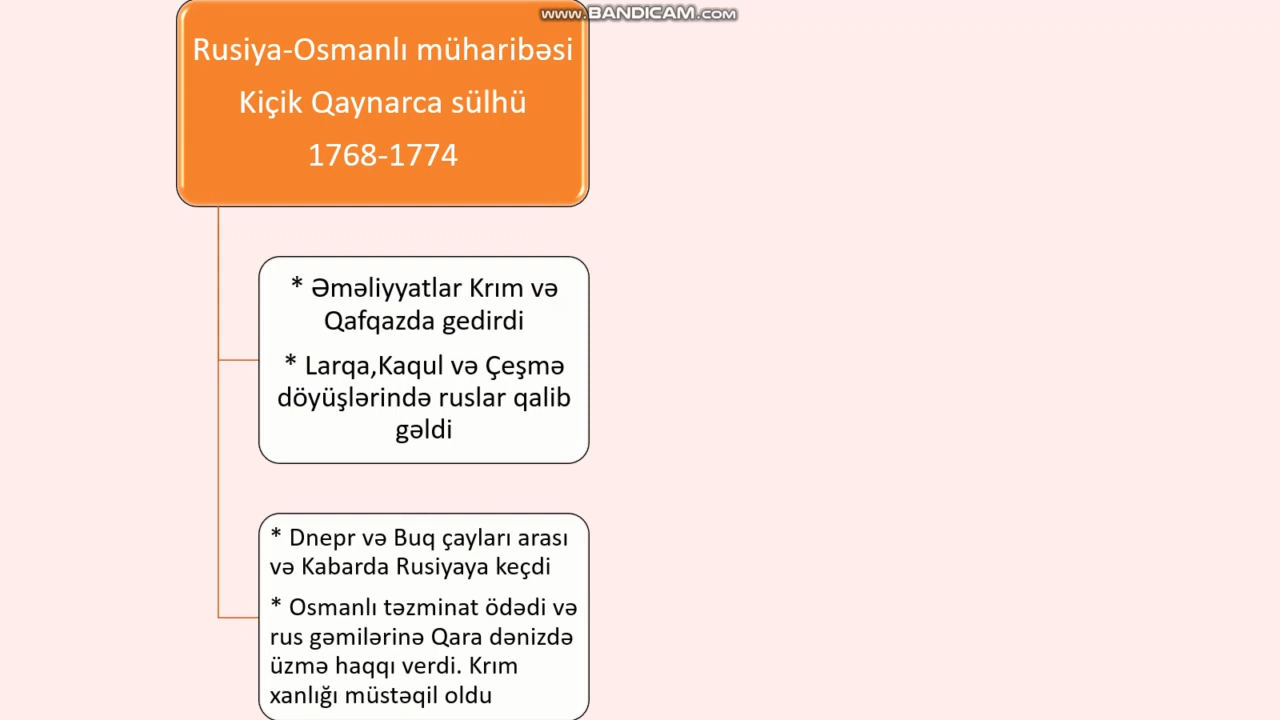 www.BANDICAM.com
Rusiya-Osmanlı müharibəsi
Kiçik Qaynarca sülhü
1768-1774
* Əməliyyatlar Krım və
Qafqazda gedirdi
* Larqa,Kaqul və Çeşmə
döyüşlərində ruslar qalib
gəldi
* Dnepr və Buq çayları arası
və Kabarda Rusiyaya keçdi
* Osmanlı təzminat ödədi və
rus gəmilərinə Qara dənizdə
üzmə haqqı verdi. Krım
xanlığı müstəqil oldu